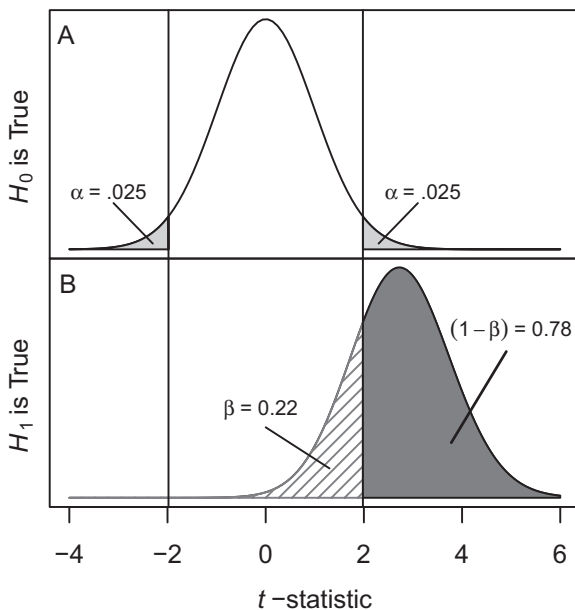 A
H0 is True
α = .025
α = .025
B
H1 is True
(1 – β) = 0.78
β = 0.22
−4 −2 0 2 4 6
t −statistic